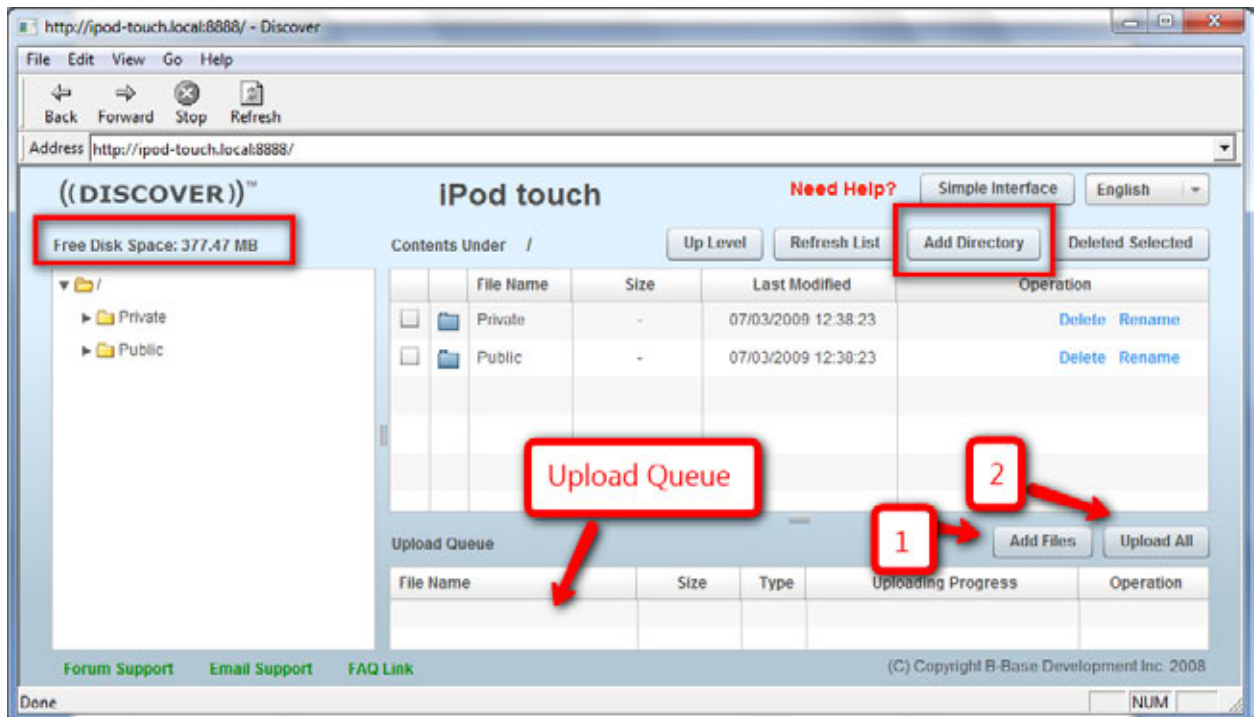 http://ipod-touch.local:8888/ - Discover
File Edit View Go Help
Back Forward Stop Refresh
Address http://ipod-touch.local:8888/
((DISCOVER))™
iPod touch
Need Help?
Simple Interface
English
Free Disk Space: 377.47 MB
Contents Under /
Up Level
Refresh List
Add Directory
Deleted Selected
/
Private
Public
File Name Size Last Modified Operation
Private - 07/03/2009 12:38:23 Delete Rename
Public - 07/03/2009 12:38:23 Delete Rename
Upload Queue
2
1
Upload Queue
Add Files
Upload All
File Name Size Type Uploading Progress Operation
Forum Support Email Support FAQ Link
(C) Copyright B-Base Development Inc. 2008
Done
NUM